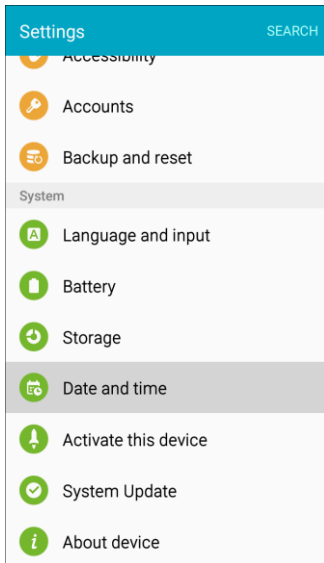 Settings SEARCH
Accessibility
Accounts
Backup and reset
System
A Language and input
Battery
Storage
Date and time
Activate this device
System Update
i About device